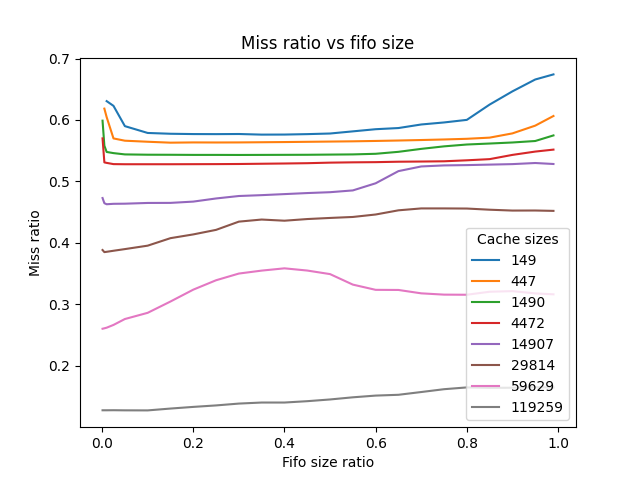 Miss ratio vs fifo size
0.7
0.6
0.5
0.4
0.3
0.2
Miss ratio
0.0 0.2 0.4 0.6 0.8 1.0
Fifo size ratio
Cache sizes
149
447
1490
4472
14907
29814
59629
119259